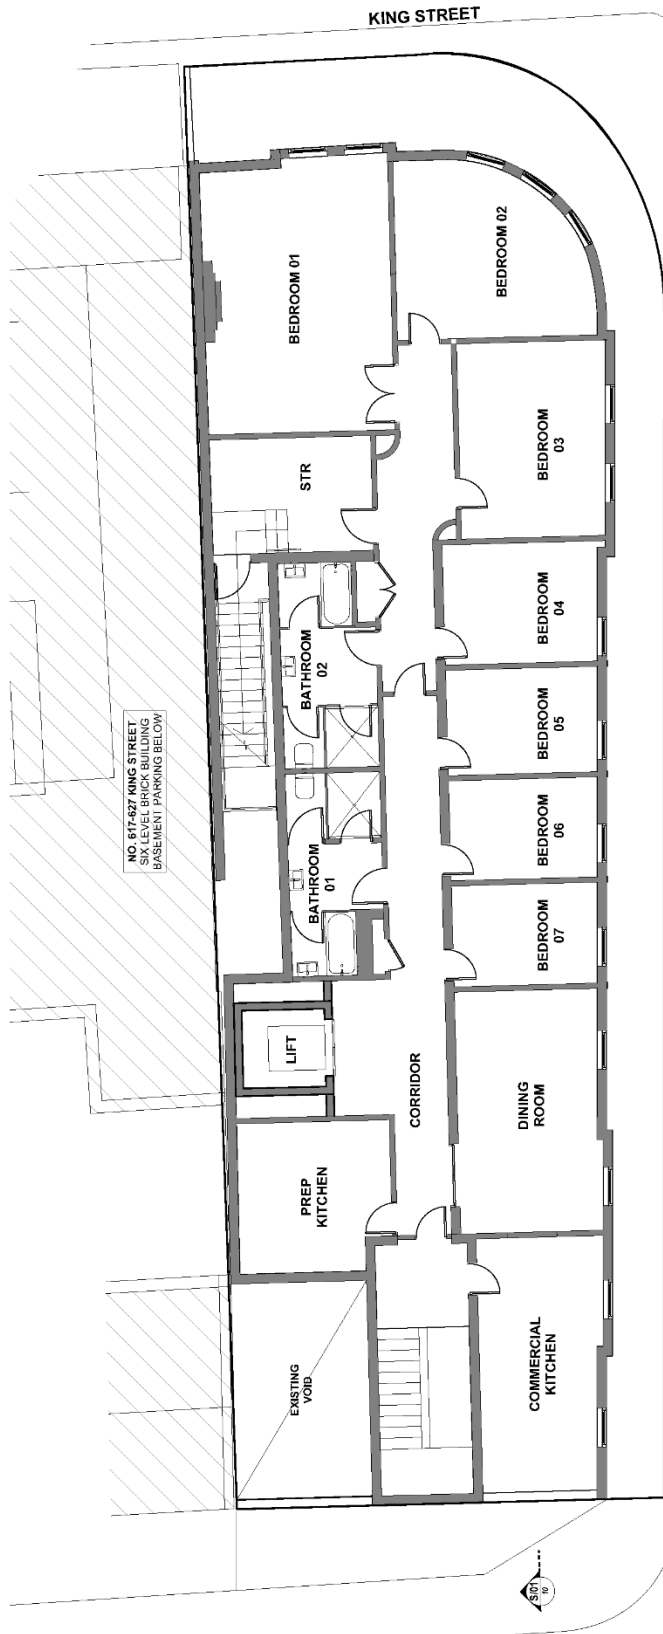 KING STREET
BEDROOM 01
BEDROOM 02
BEDROOM
03
STR
BEDROOM
04
BATHROOM
02
BEDROOM
05
NO. 617-627 KING STREET
SIX LEVEL BRICK BUILDING
BASEMENT PARKING BELOW
BEDROOM
06
BATHROOM
01
BEDROOM
07
LIFT
CORRIDOR
DINING
ROOM
PREP
KITCHEN
COMMERCIAL
KITCHEN
EXISTING
VOID
S/01
10